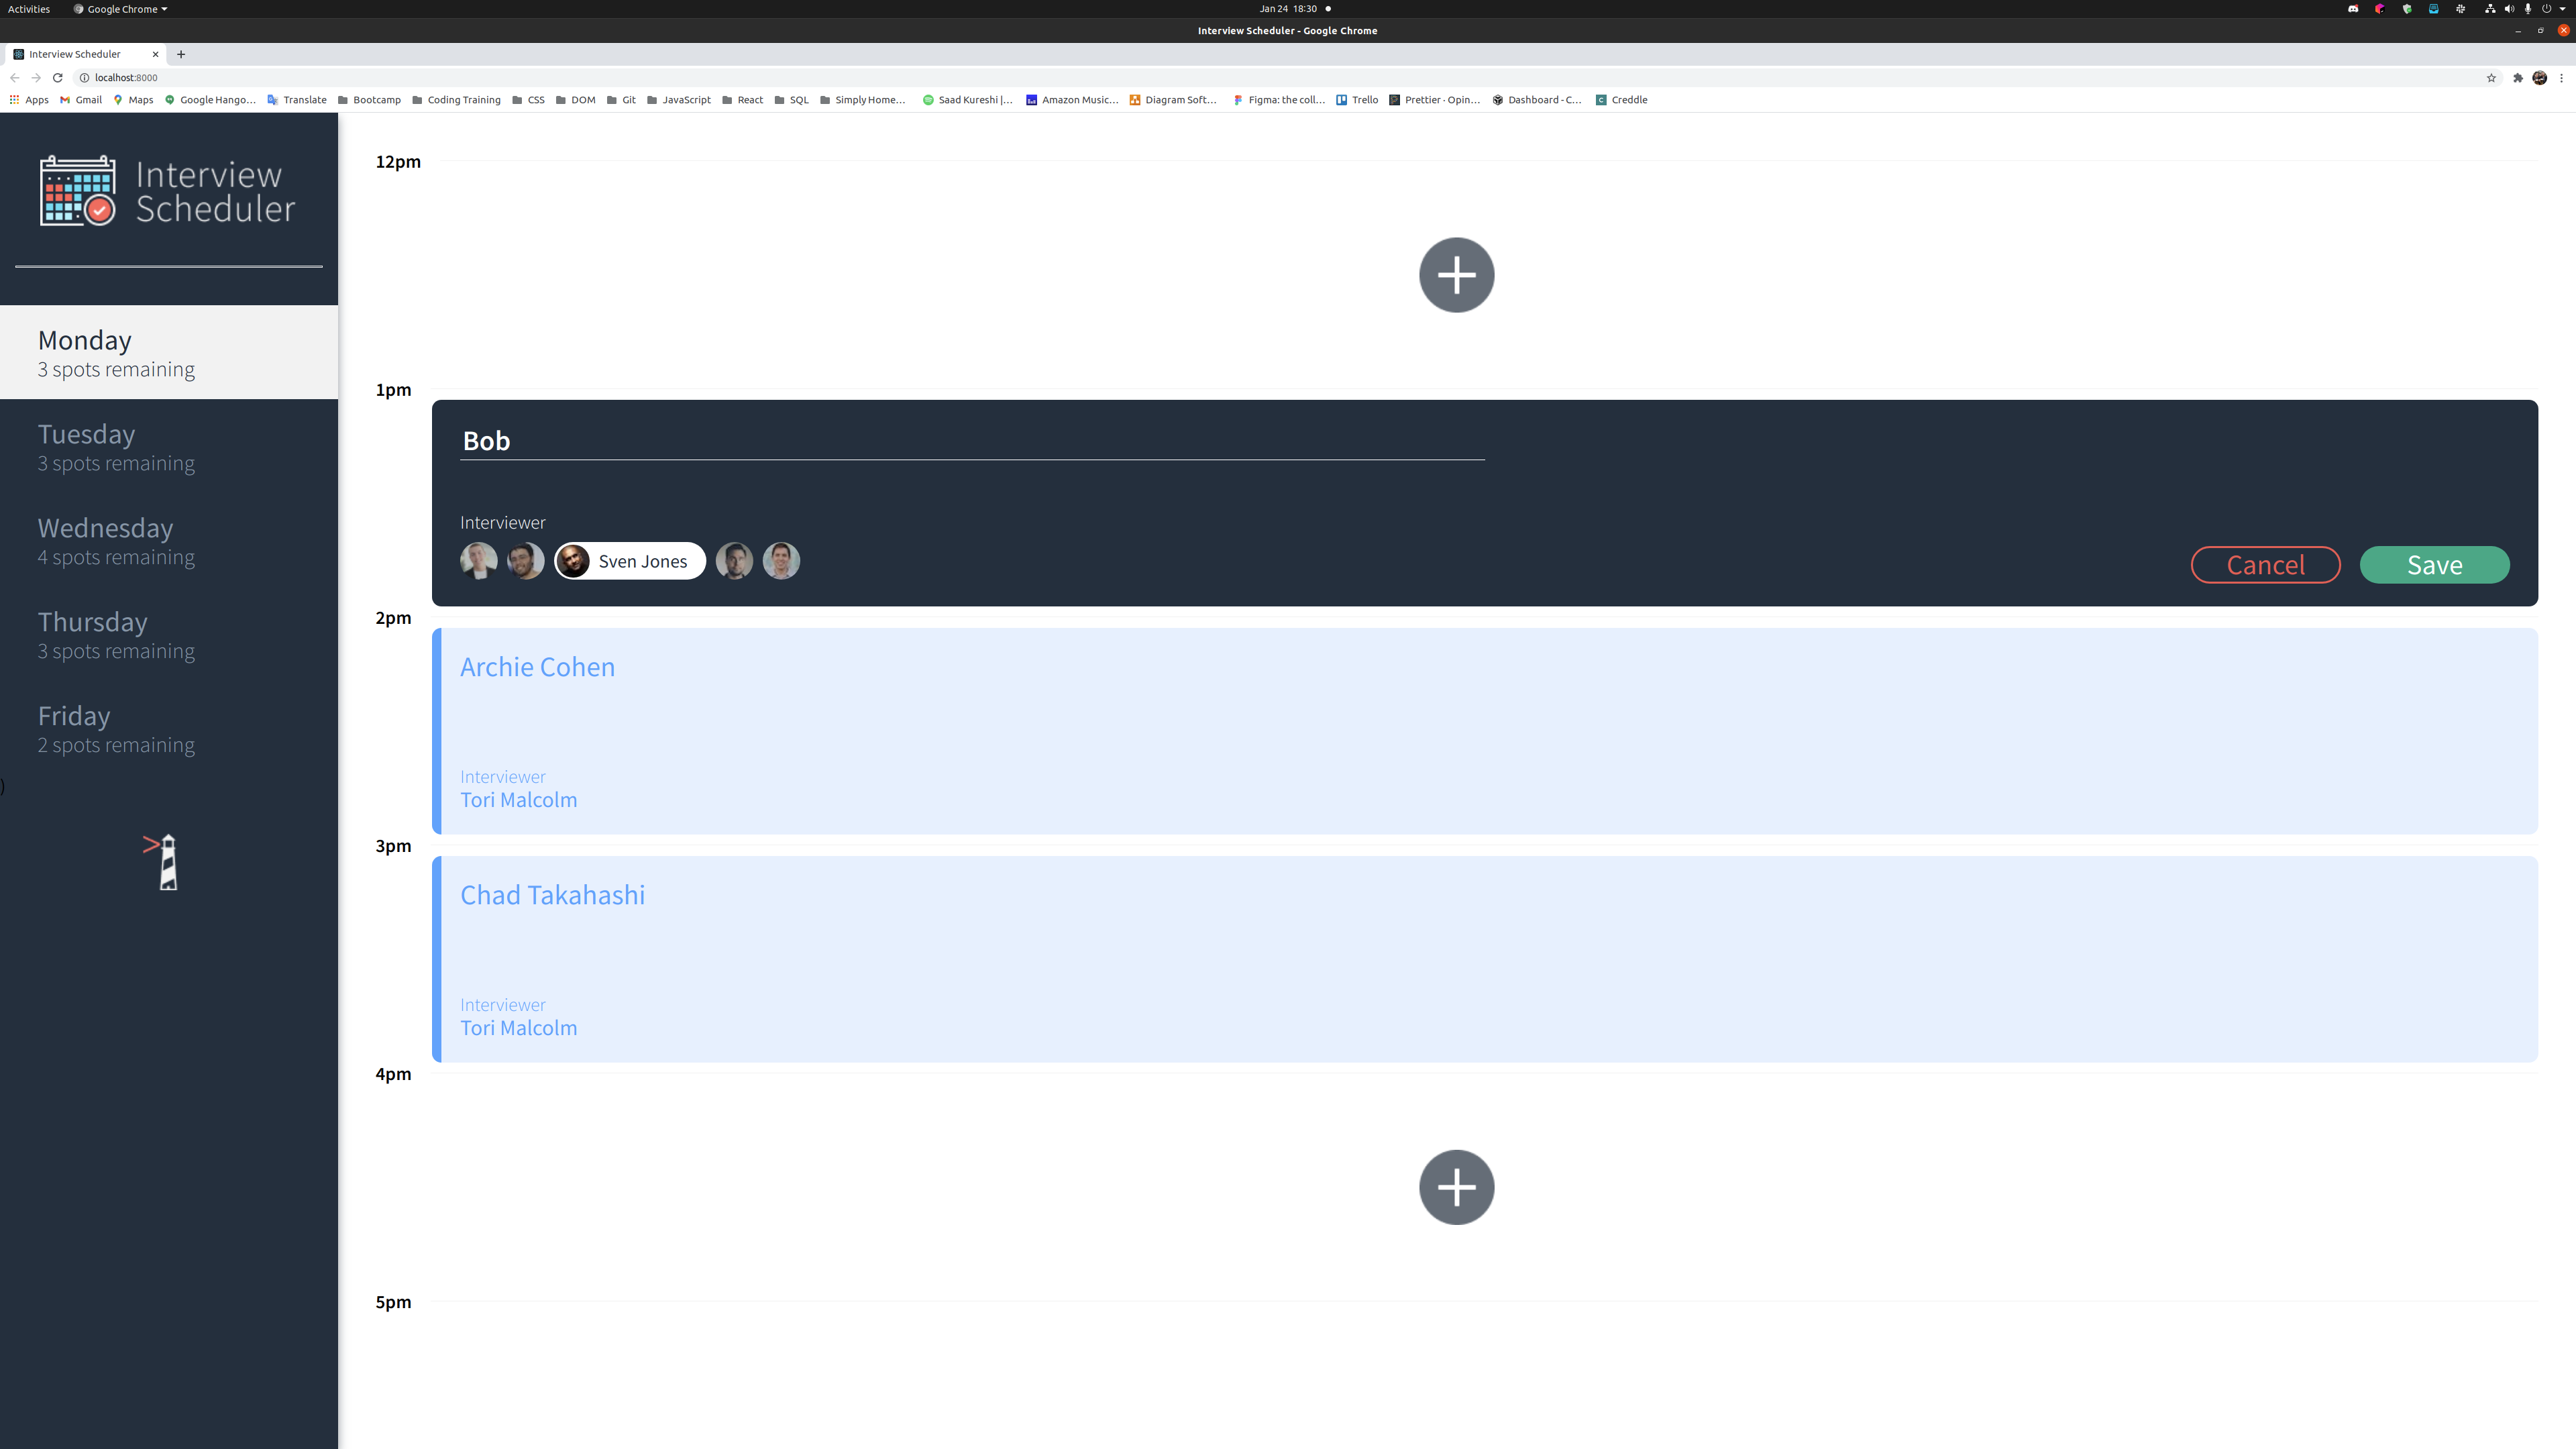 Activities
Google Chrome
Jan 24 18:30
Interview Scheduler - Google Chrome
Interview Scheduler
localhost:8000
Apps
Gmail
Maps
Google Hango…
Translate
Bootcamp
Coding Training
CSS
DOM
Git
JavaScript
React
SQL
Simply Home…
Saad Kureshi |…
Amazon Music…
Diagram Soft…
Figma: the coll…
Trello
Prettier · Opin…
Dashboard - C…
Creddle
Interview
Scheduler
Monday
3 spots remaining
Tuesday
3 spots remaining
Wednesday
4 spots remaining
Thursday
3 spots remaining
Friday
2 spots remaining
)
12pm
1pm
Bob
Interviewer
Sven Jones
Cancel
Save
2pm
Archie Cohen
Interviewer
Tori Malcolm
3pm
Chad Takahashi
Interviewer
Tori Malcolm
4pm
5pm